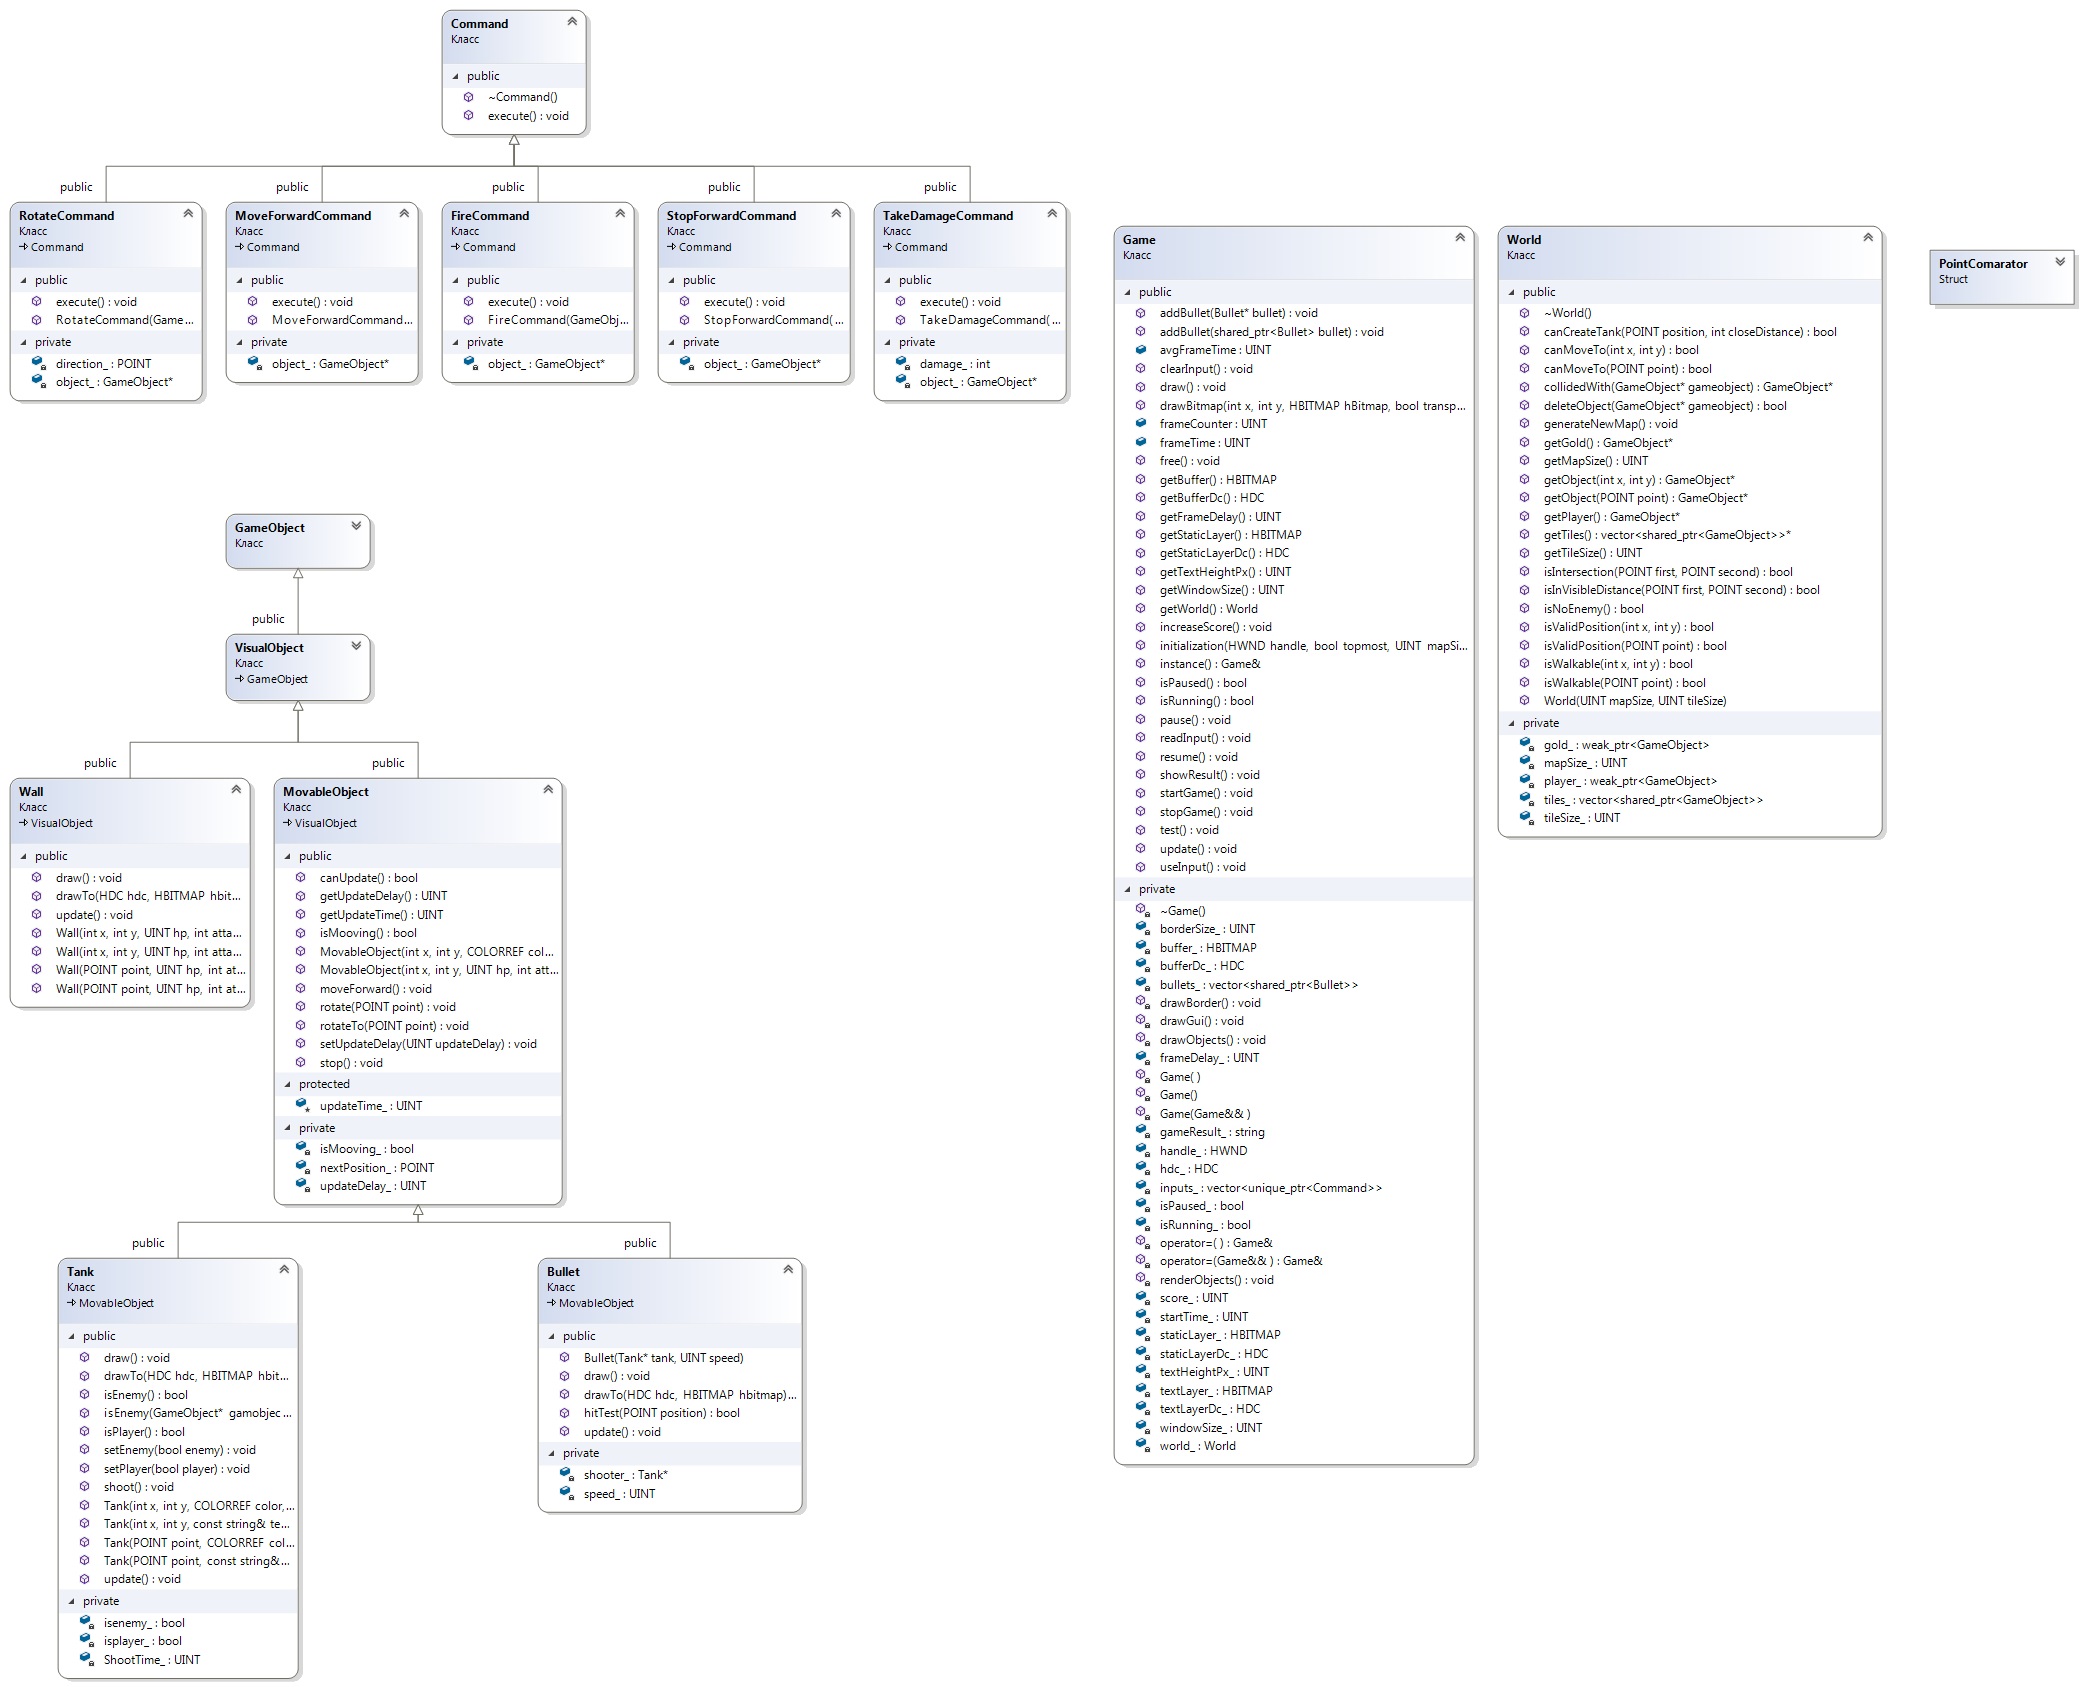 Command
Класс
public
~Command()
execute() : void
public
public
public
public
public
RotateCommand
Класс
Command
public
execute() : void
RotateCommand(Game...
private
direction_ : POINT
object_ : GameObject*
MoveForwardCommand
Класс
Command
public
execute() : void
MoveForwardCommand...
private
object_ : GameObject*
FireCommand
Класс
Command
public
execute() : void
FireCommand(GameObj...
private
object_ : GameObject*
StopForwardCommand
Класс
Command
public
execute() : void
StopForwardCommand( ...
private
object_ : GameObject*
TakeDamageCommand
Класс
Command
public
execute() : void
TakeDamageCommand( ...
private
damage_ : int
object_ : GameObject*
GameObject
Класс
public
VisualObject
Класс
GameObject
public
public
Wall
Класс
VisualObject
public
draw() : void
drawTo(HDC hdc, HBITMAP hbit...
update() : void
Wall(int x, int y, UINT hp, int atta...
Wall(int x, int y, UINT hp, int atta...
Wall(POINT point, UINT hp, int at...
Wall(POINT point, UINT hp, int at...
MovableObject
Класс
VisualObject
public
canUpdate() : bool
getUpdateDelay() : UINT
getUpdateTime() : UINT
isMooving() : bool
MovableObject(int x, int y, COLORREF col...
MovableObject(int x, int y, UINT hp, int att...
moveForward() : void
rotate(POINT point) : void
rotateTo(POINT point) : void
setUpdateDelay(UINT updateDelay) : void
stop() : void
protected
updateTime_ : UINT
private
isMooving_ : bool
nextPosition_ : POINT
updateDelay_ : UINT
public
public
Tank
Класс
MovableObject
public
draw() : void
drawTo(HDC hdc, HBITMAP hbit...
isEnemy() : bool
isEnemy(GameObject* gamobjec ...
isPlayer() : bool
setEnemy(bool enemy) : void
setPlayer(bool player) : void
shoot() : void
Tank(int x, int y, COLORREF color,...
Tank(int x, int y, const string& te...
Tank(POINT point, COLORREF col...
Tank(POINT point, const string&...
update() : void
private
isenemy_ : bool
isplayer_ : bool
ShootTime_ : UINT
Bullet
Класс
MovableObject
public
Bullet(Tank* tank, UINT speed)
draw() : void
drawTo(HDC hdc, HBITMAP hbitmap)...
hitTest(POINT position) : bool
update() : void
private
shooter_ : Tank*
speed_ : UINT
Game
Класс
public
addBullet(Bullet* bullet) : void
addBullet(shared_ptr<Bullet> bullet) : void
avgFrameTime : UINT
clearInput() : void
draw() : void
drawBitmap(int x, int y, HBITMAP hBitmap, bool transp...
frameCounter : UINT
frameTime : UINT
free() : void
getBuffer() : HBITMAP
getBufferDc() : HDC
getFrameDelay() : UINT
getStaticLayer() : HBITMAP
getStaticLayerDc() : HDC
getTextHeightPx() : UINT
getWindowSize() : UINT
getWorld() : World
increaseScore() : void
initialization(HWND handle, bool topmost, UINT mapSi...
instance() : Game&
isPaused() : bool
isRunning() : bool
pause() : void
readInput() : void
resume() : void
showResult() : void
startGame() : void
stopGame() : void
test() : void
update() : void
useInput() : void
private
~Game()
borderSize_ : UINT
buffer_ : HBITMAP
bufferDc_ : HDC
bullets_ : vector<shared_ptr<Bullet>>
drawBorder() : void
drawGui() : void
drawObjects() : void
frameDelay_ : UINT
Game( )
Game()
Game(Game&& )
gameResult_ : string
handle_ : HWND
hdc_ : HDC
inputs_ : vector<unique_ptr<Command>>
isPaused_ : bool
isRunning_ : bool
operator=( ) : Game&
operator=(Game&& ) : Game&
renderObjects() : void
score_ : UINT
startTime_ : UINT
staticLayer_ : HBITMAP
staticLayerDc_ : HDC
textHeightPx_ : UINT
textLayer_ : HBITMAP
textLayerDc_ : HDC
windowSize_ : UINT
world_ : World
World
Класс
public
~World()
canCreateTank(POINT position, int closeDistance) : bool
canMoveTo(int x, int y) : bool
canMoveTo(POINT point) : bool
collidedWith(GameObject* gameobject) : GameObject*
deleteObject(GameObject* gameobject) : bool
generateNewMap() : void
getGold() : GameObject*
getMapSize() : UINT
getObject(int x, int y) : GameObject*
getObject(POINT point) : GameObject*
getPlayer() : GameObject*
getTiles() : vector<shared_ptr<GameObject>>*
getTileSize() : UINT
isIntersection(POINT first, POINT second) : bool
isInVisibleDistance(POINT first, POINT second) : bool
isNoEnemy() : bool
isValidPosition(int x, int y) : bool
isValidPosition(POINT point) : bool
isWalkable(int x, int y) : bool
isWalkable(POINT point) : bool
World(UINT mapSize, UINT tileSize)
private
gold_ : weak_ptr<GameObject>
mapSize_ : UINT
player_ : weak_ptr<GameObject>
tiles_ : vector<shared_ptr<GameObject>>
tileSize_ : UINT
PointComarator
Struct